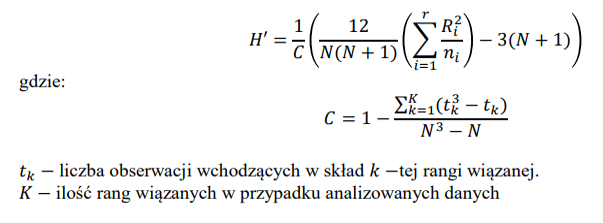 H′ = 1/C (12/(N(N + 1)) (∑_{i=1}^{r} R_i^2/n_i) − 3(N + 1))
gdzie:
C = 1 − ∑_{k=1}^{K}(t_k^3 − t_k)/(N^3 − N)
t_k − liczba obserwacji wchodzących w skład k −tej rangi wiązanej.
K − ilość rang wiązanych w przypadku analizowanych danych